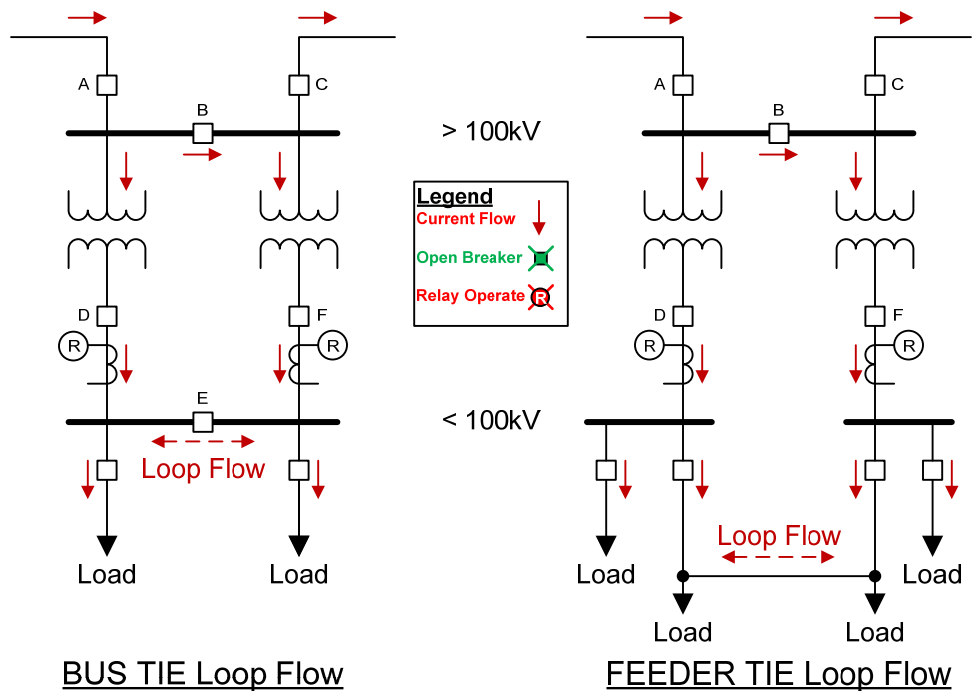 A
C
B
> 100kV
A
C
B
Legend
Current Flow
Open Breaker
Relay Operate R
D
F
R
R
E
< 100kV
Loop Flow
Load
Load
BUS TIE Loop Flow
D
F
R
R
Loop Flow
Load
Load
Load
Load
FEEDER TIE Loop Flow